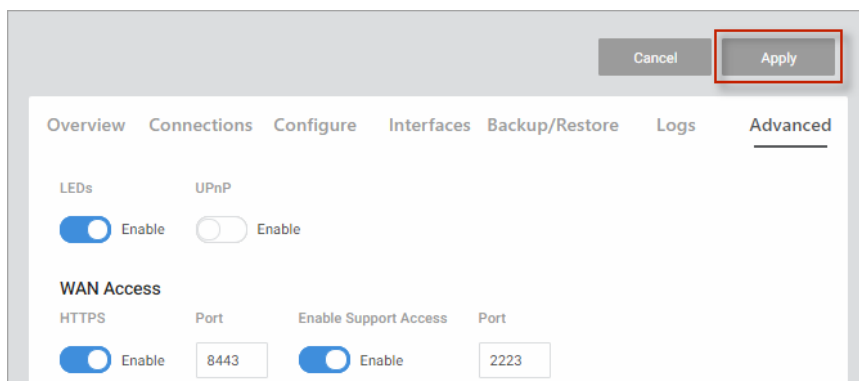 Cancel Apply
Overview Connections Configure Interfaces Backup/Restore Logs Advanced
LEDs UPnP
Enable Enable
WAN Access
HTTPS Port Enable Support Access Port
Enable 8443 Enable 2223